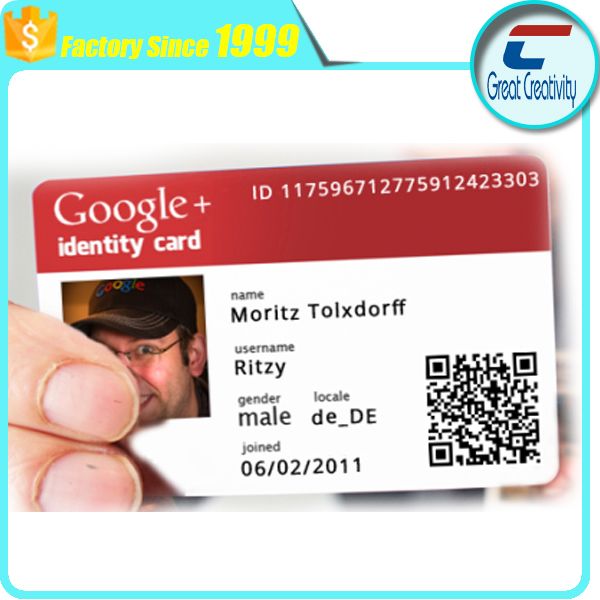 Factory Since 1999
Great Creativity
ID 117596712775912423303
Google+
identity card
Google
name
Moritz Tolxdorff
username
Ritzy
gender locale
male de_DE
joined
06/02/2011